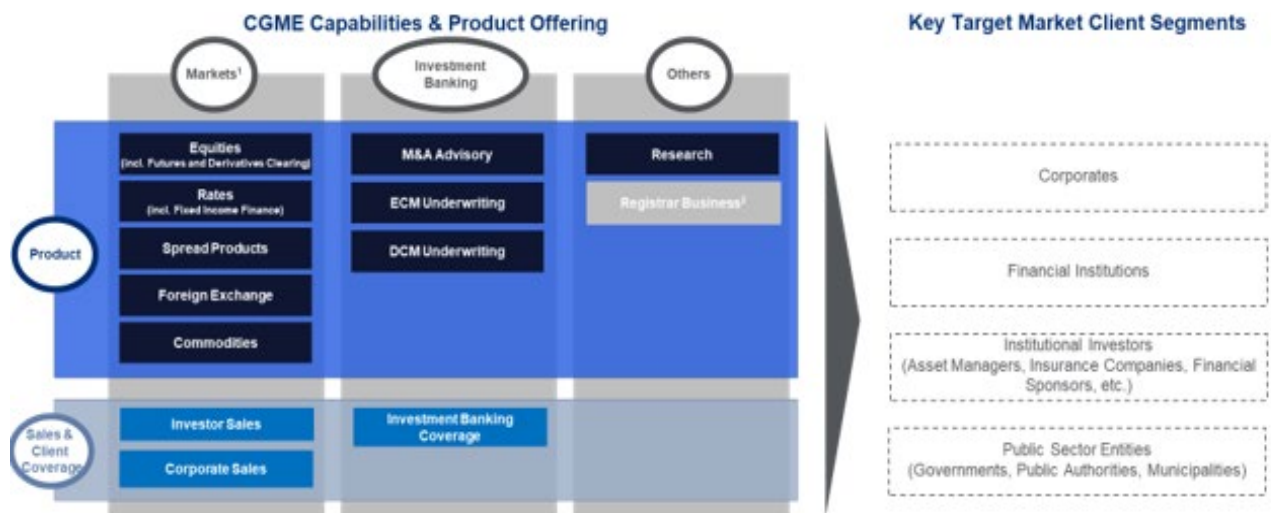 CGME Capabilities & Product Offering
Key Target Market Client Segments
Markets¹
Investment
Banking
Others
Product
Equities
(incl. Futures and Derivatives Clearing)
Rates
(incl. Fixed Income Finance)
Spread Products
Foreign Exchange
Commodities
M&A Advisory
ECM Underwriting
DCM Underwriting
Research
Registrar Business²
Sales &
Client
Coverage
Investor Sales
Corporate Sales
Investment Banking
Coverage
Corporates
Financial Institutions
Institutional Investors
(Asset Managers, Insurance Companies, Financial
Sponsors, etc.)
Public Sector Entities
(Governments, Public Authorities, Municipalities)